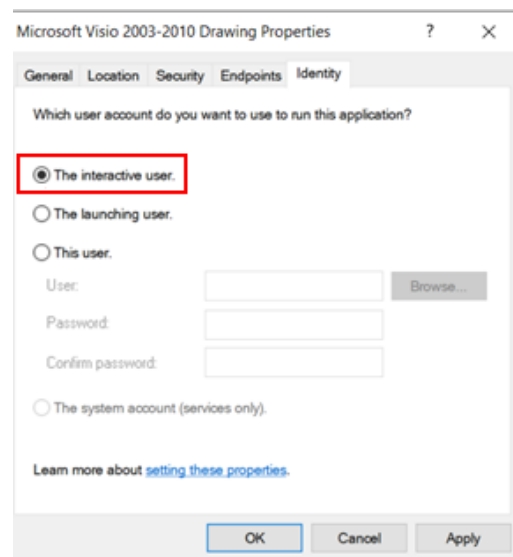 Microsoft Visio 2003-2010 Drawing Properties
General Location Security Endpoints Identity
Which user account do you want to use to run this application?
The interactive user.
The launching user.
This user.
User:
Browse...
Password:
Confirm password:
The system account (services only).
Learn more about setting these properties.
OK Cancel Apply